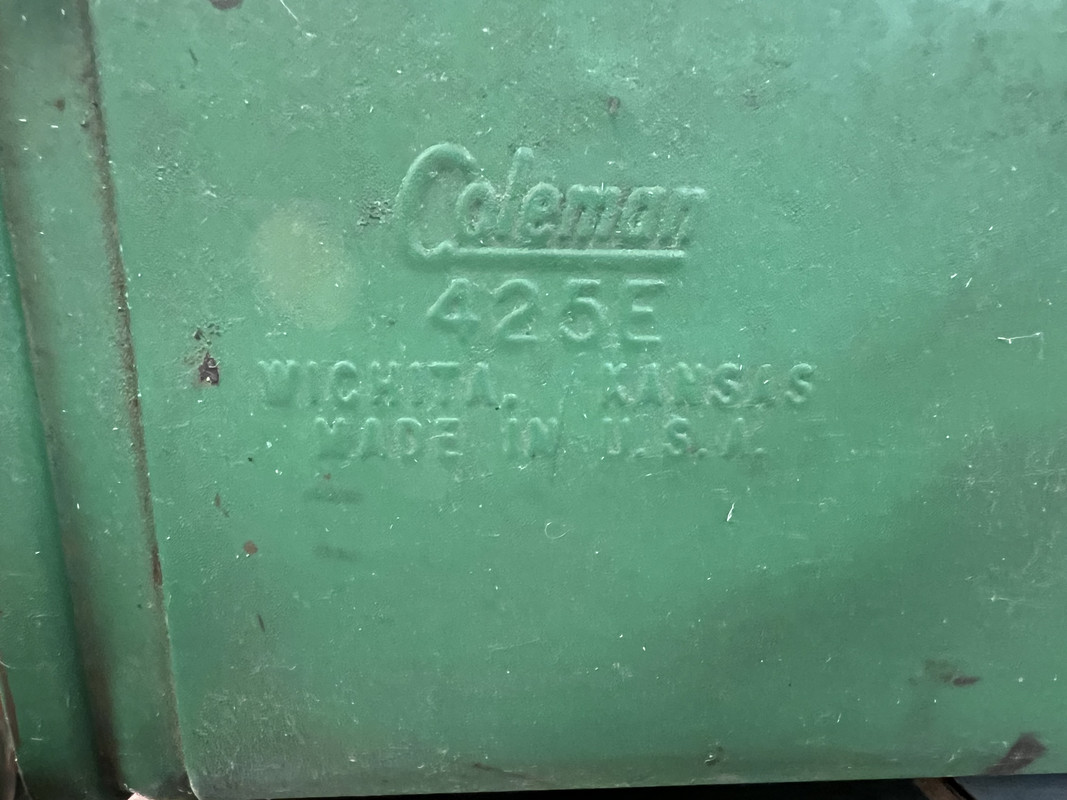 Coleman
425E
WICHITA, KANSAS
MADE IN U.S.A.